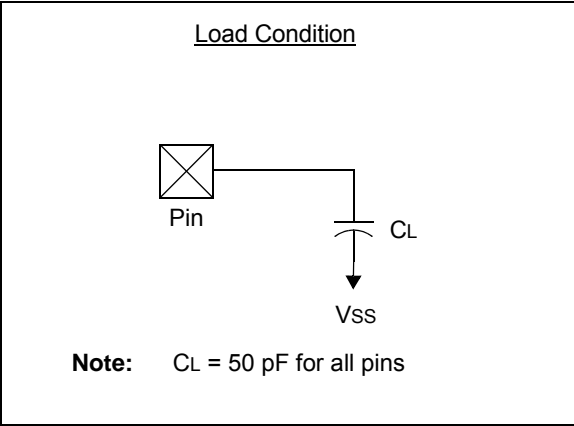 Load Condition
Pin
CL
VSS
Note: CL = 50 pF for all pins